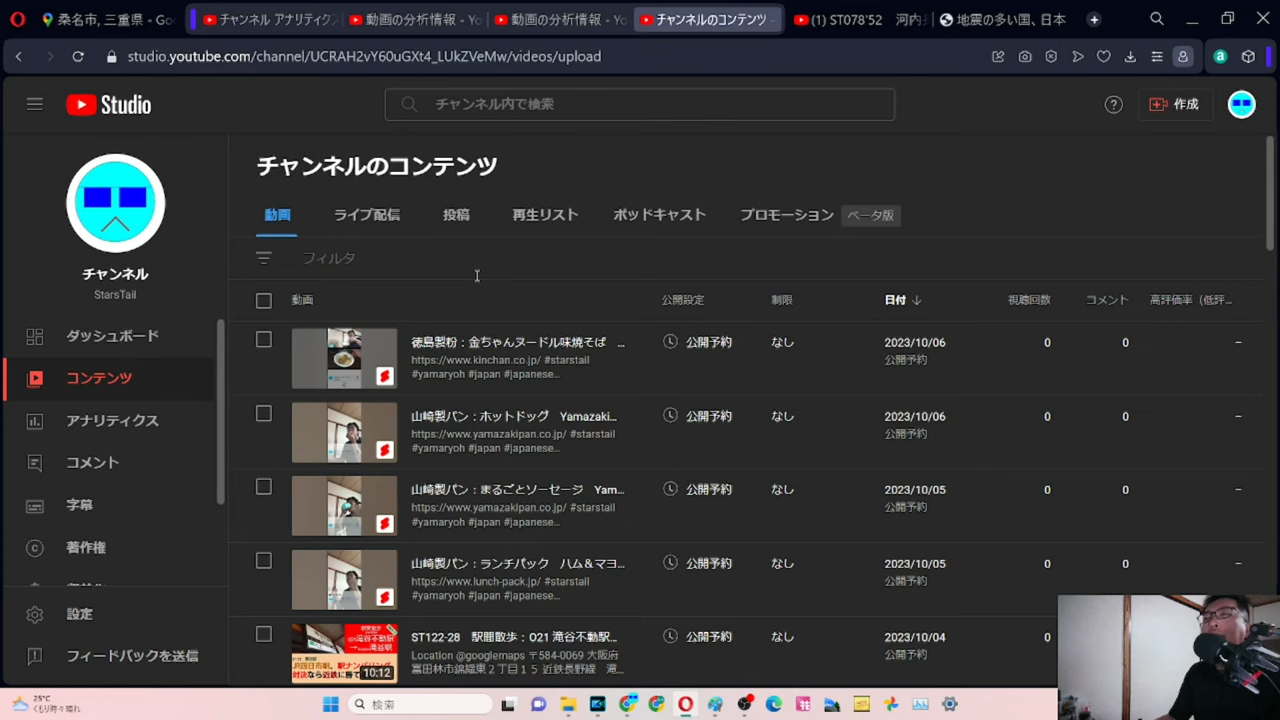 桑名市, 三重県 - Go
チャンネル アナリティクス
動画の分析情報 - Yo
動画の分析情報 - Yo
チャンネルのコンテンツ -
(1) ST078'52 河内
地震の多い国、日本
studio.youtube.com/channel/UCRAH2vY60uGXt4_LUkZVeMw/videos/upload
Studio
チャンネル内で検索
作成
チャンネルのコンテンツ
動画
ライブ配信
投稿
再生リスト
ポッドキャスト
プロモーション
ベータ版
フィルタ
チャンネル
StarsTail
ダッシュボード
コンテンツ
アナリティクス
コメント
字幕
著作権
設定
フィードバックを送信
動画 公開設定 制限 日付 ↓ 視聴回数 コメント 高評価率（低評...
徳島製粉：金ちゃんヌードル味焼そば ... 公開予約 なし 2023/10/06 0 0 –
https://www.kinchan.co.jp/ #starstail 公開予約
#yamaryoh #japan #japanese...
山崎製パン：ホットドッグ Yamazaki... 公開予約 なし 2023/10/06 0 0 –
https://www.yamazakipan.co.jp/ #starstail 公開予約
#yamaryoh #japan #japanese...
山崎製パン：まるごとソーセージ Yam... 公開予約 なし 2023/10/05 0 0 –
https://www.yamazakipan.co.jp/ #starstail 公開予約
#yamaryoh #japan #japanese...
山崎製パン：ランチパック ハム＆マヨ... 公開予約 なし 2023/10/05 0 0 –
https://www.lunch-pack.jp/ #starstail 公開予約
#yamaryoh #japan #japanese...
ST122-28 駅間散歩：021 滝谷不動駅... 公開予約 なし 2023/10/04 0 0 –
Location @googlemaps 〒584-0069 大阪府 公開予約
富田林市錦織東２丁目１５ 近鉄長野線 滝...
10:12
25°C
くもり時々晴れ
検索